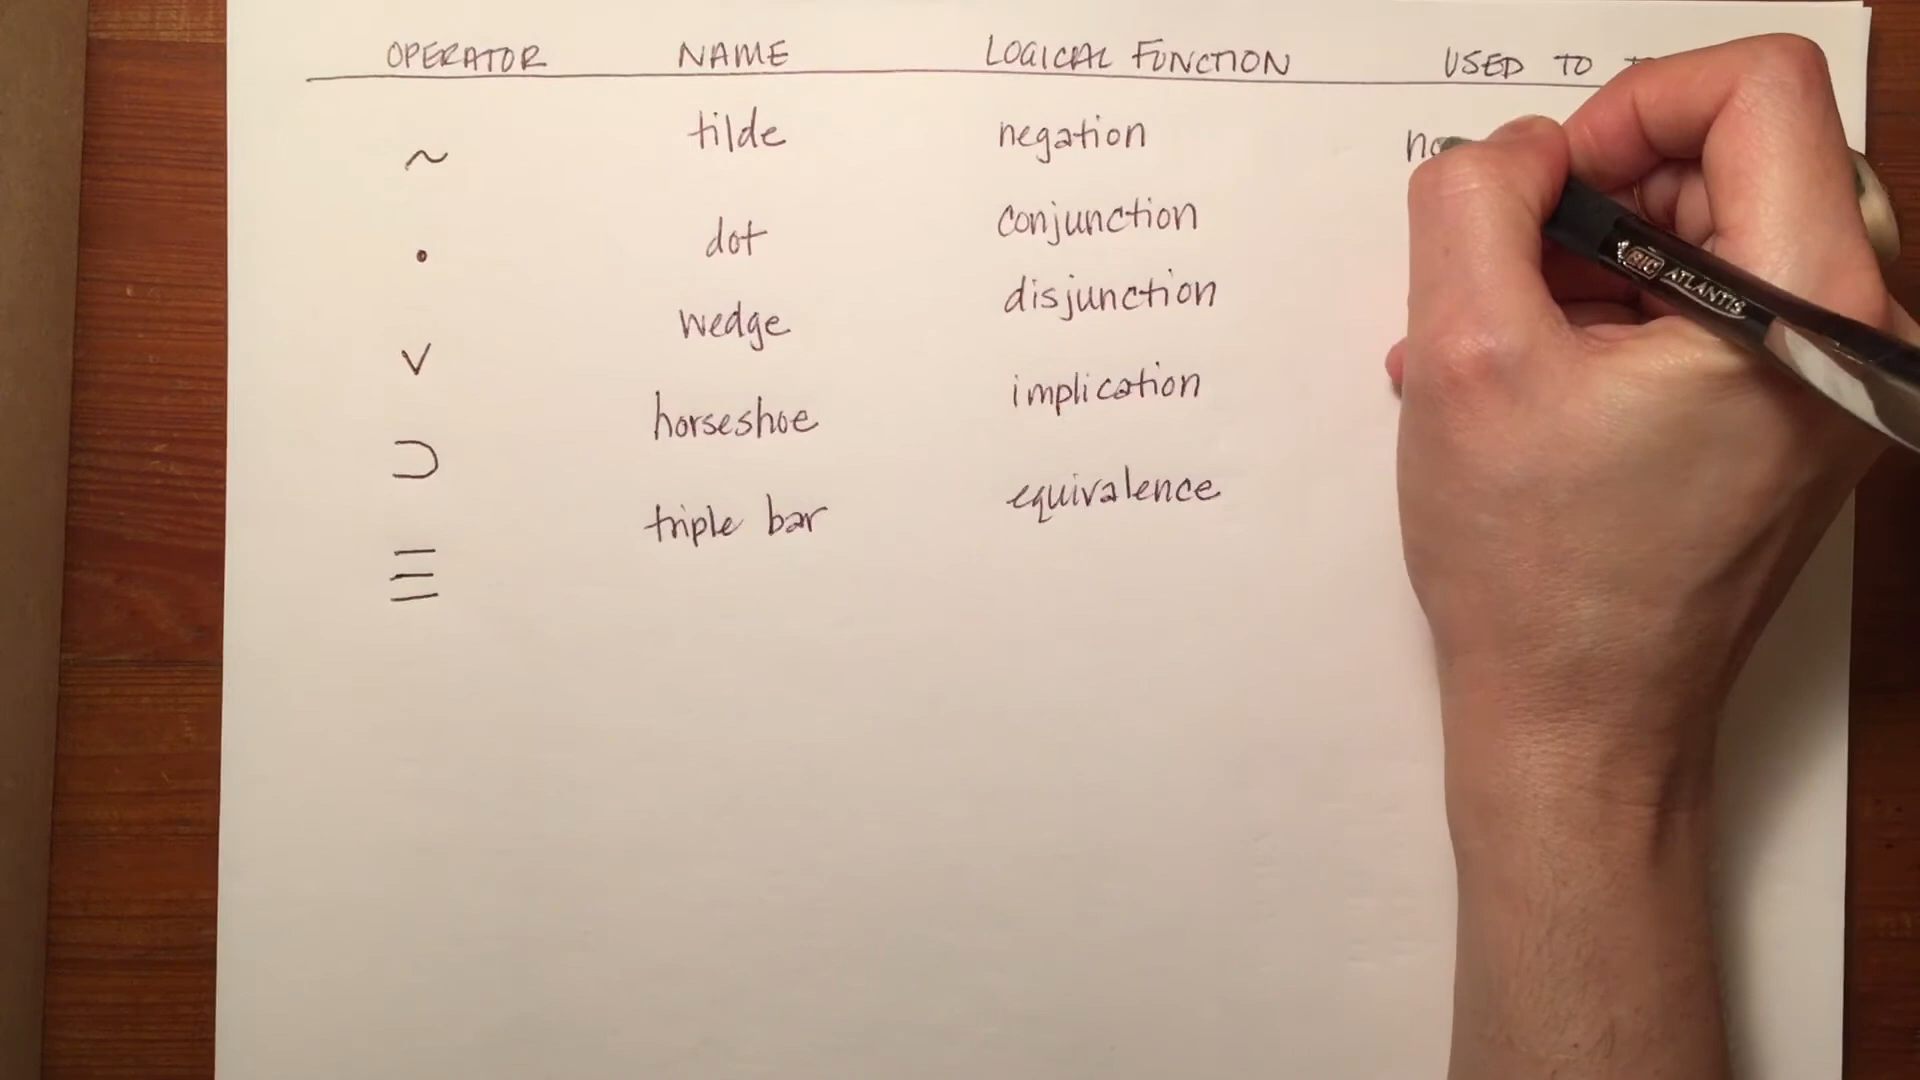 OPERATOR NAME LOGICAL FUNCTION USED TO
~ tilde negation
• dot conjunction
v wedge disjunction
⊃ horseshoe implication
≡ triple bar equivalence
BIC ATLANTIS